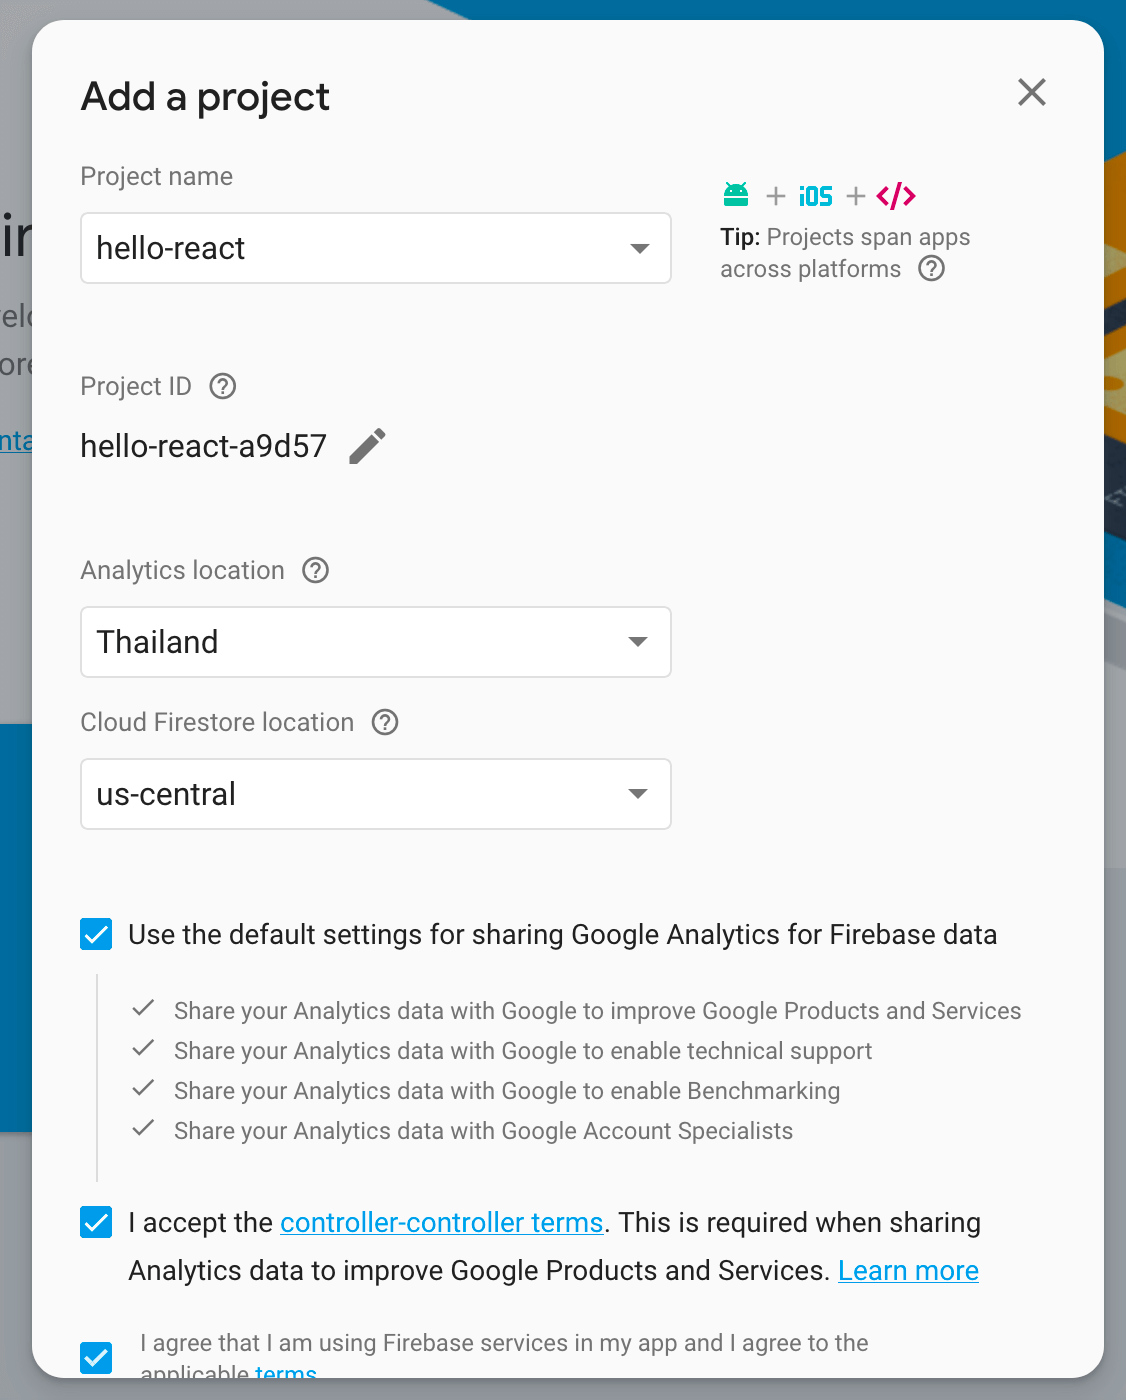 Add a project
Project name
hello-react
iOS
Tip: Projects span apps
across platforms
Project ID
hello-react-a9d57
Analytics location
Thailand
Cloud Firestore location
us-central
Use the default settings for sharing Google Analytics for Firebase data
Share your Analytics data with Google to improve Google Products and Services
Share your Analytics data with Google to enable technical support
Share your Analytics data with Google to enable Benchmarking
Share your Analytics data with Google Account Specialists
I accept the controller-controller terms. This is required when sharing
Analytics data to improve Google Products and Services. Learn more
I agree that I am using Firebase services in my app and I agree to the
applicable terms